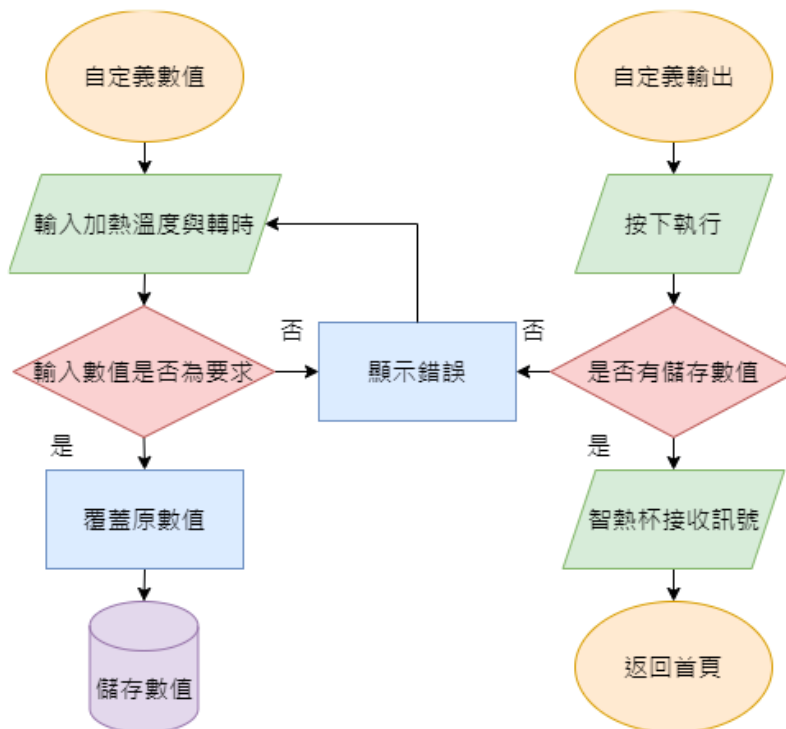 自定義數值
自定義輸出
輸入加熱溫度與轉時
按下執行
否
否
輸入數值是否為要求
顯示錯誤
是否有儲存數值
是
是
覆蓋原數值
智熱杯接收訊號
儲存數值
返回首頁